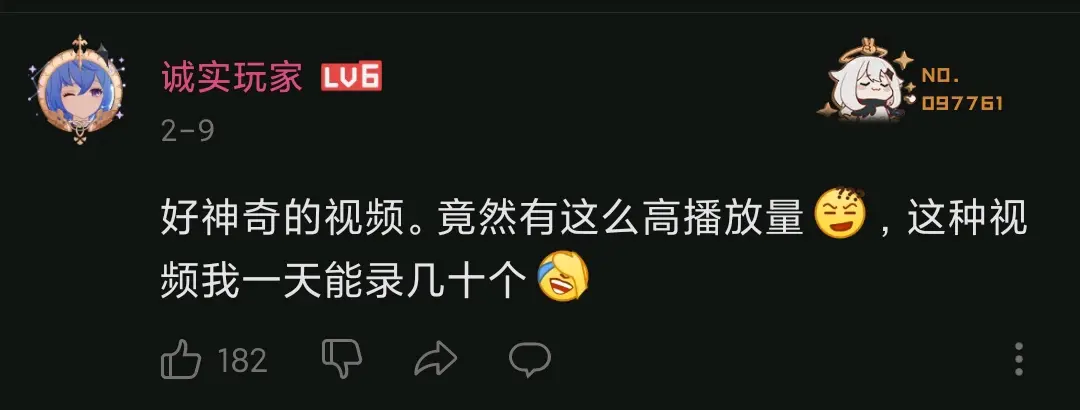 诚实玩家 LV6
NO.
097761
2-9
好神奇的视频。竟然有这么高播放量，这种视
频我一天能录几十个
182